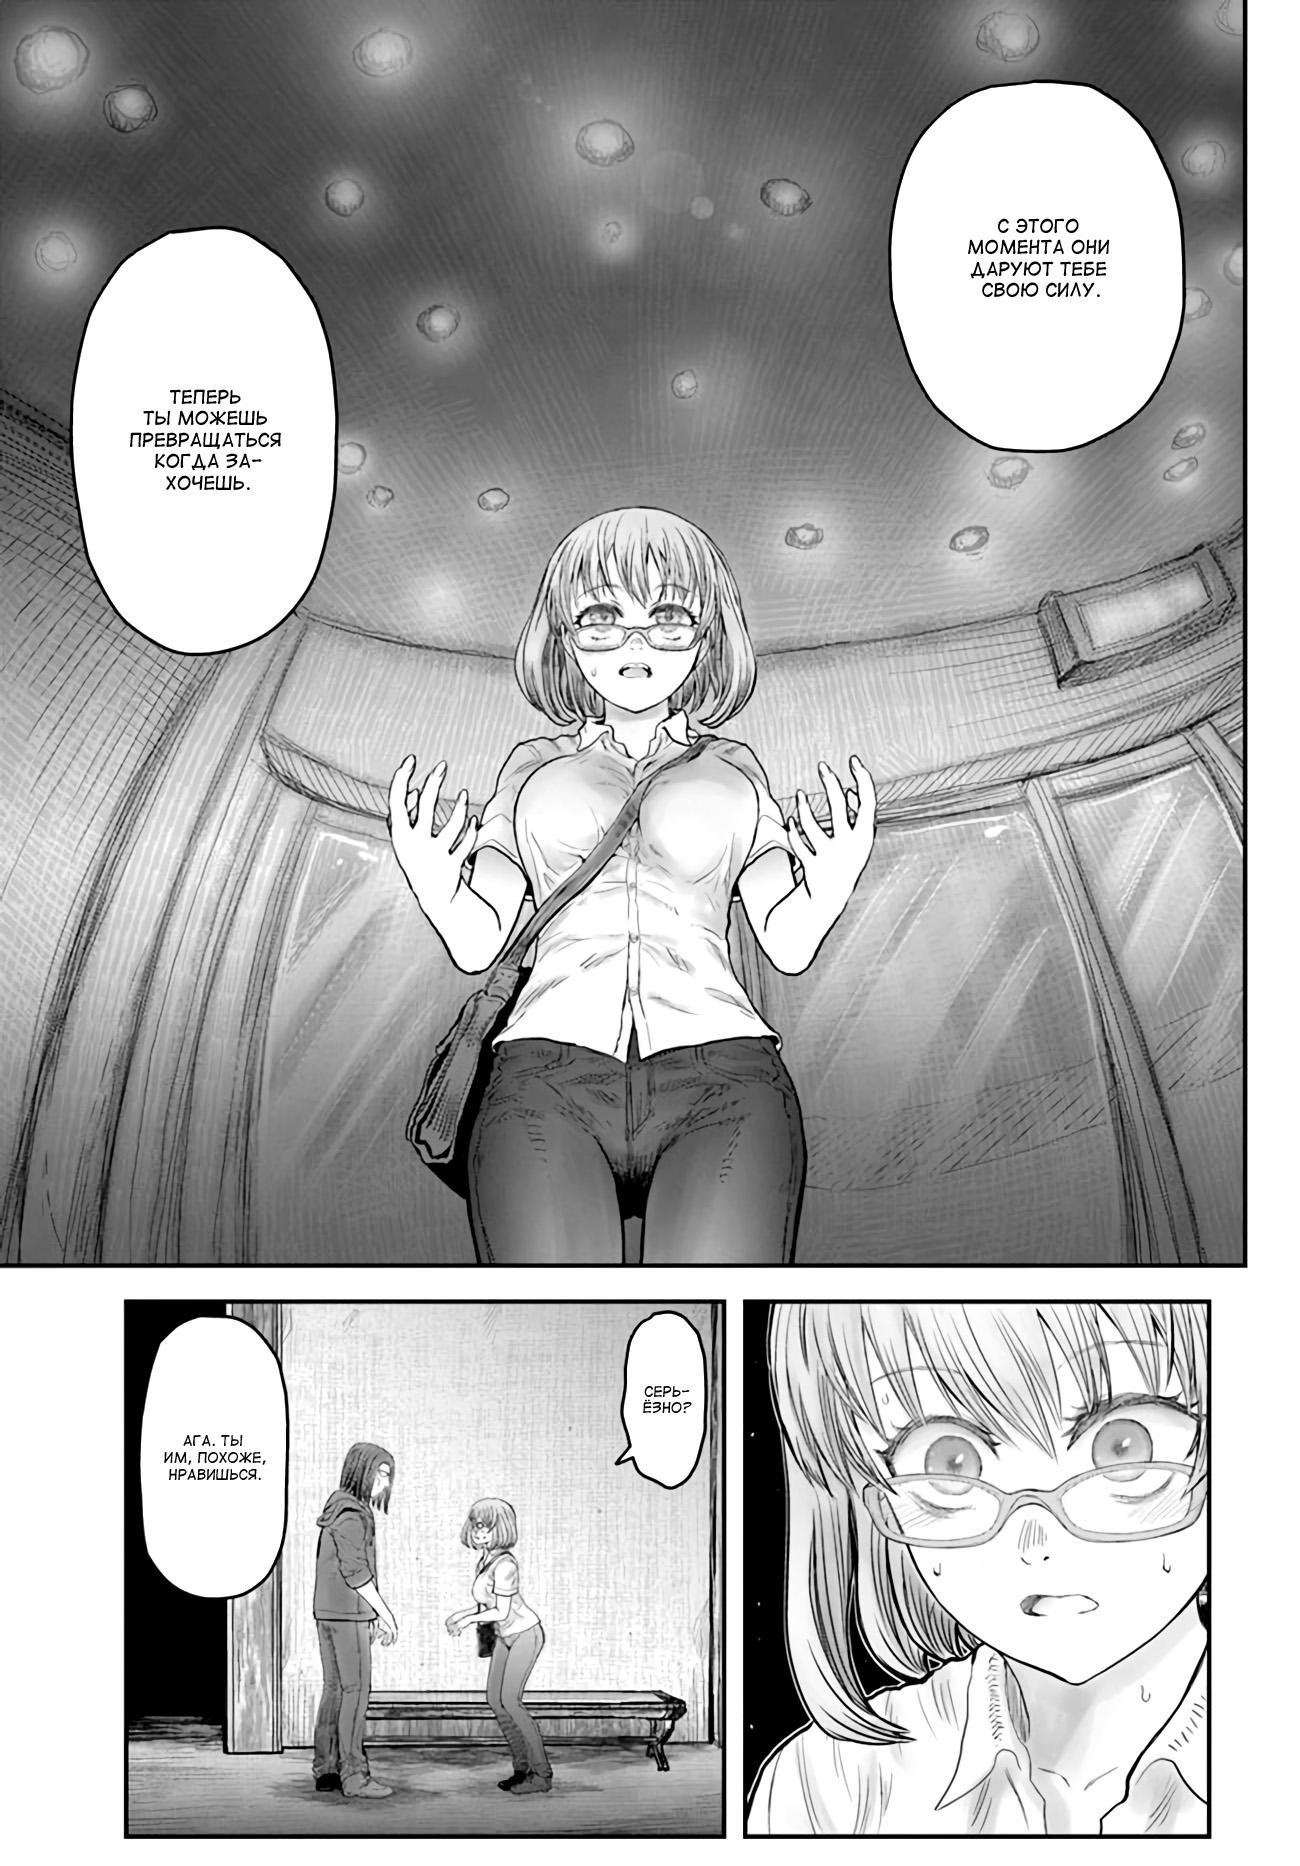 С ЭТОГО
МОМЕНТА ОНИ
ДАРУЮТ ТЕБЕ
СВОЮ СИЛУ.
ТЕПЕРЬ
ТЫ МОЖЕШЬ
ПРЕВРАЩАТЬСЯ
КОГДА ЗА-
ХОЧЕШЬ.
СЕРЬ-
ЁЗНО?
АГА. ТЫ
ИМ, ПОХОЖЕ,
НРАВИШЬСЯ.